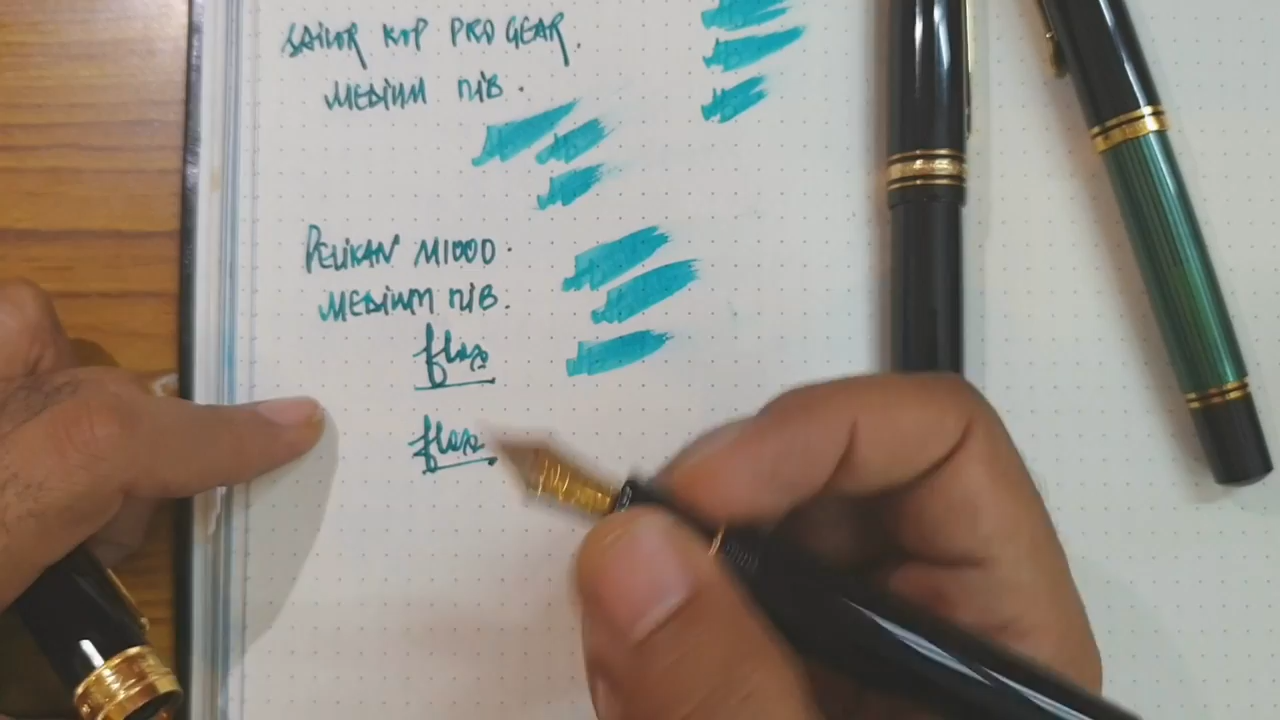 SAILOR KOP PRO GEAR.
MEDIUM NIB.
PELIKAN M1000.
MEDIUM NIB.
flex
flex